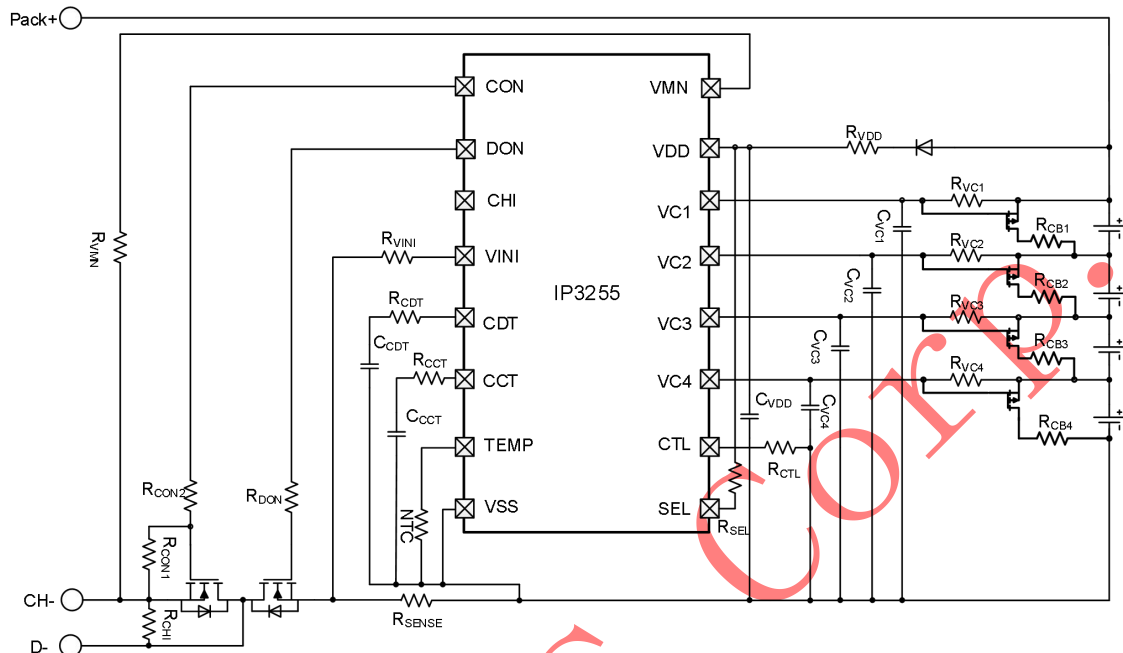 Pack+
CON
VMN
DON
VDD
RVDD
CHI
VC1
RVC1
CVC1
RCB1
RVMN
RVINI
VINI
VC2
RVC2
CVC2
RCB2
IP3255
RCDT
CDT
CCDT
VC3
RVC3
CVC3
RCB3
RCCT
CCT
CCCT
VC4
RVC4
CVC4
CVDD
RCB4
TEMP
CTL
RCTL
RCON2
RDON
NTC
VSS
SEL
RSEL
RCON1
CH-
RCHI
RSENSE
D-
Corp.